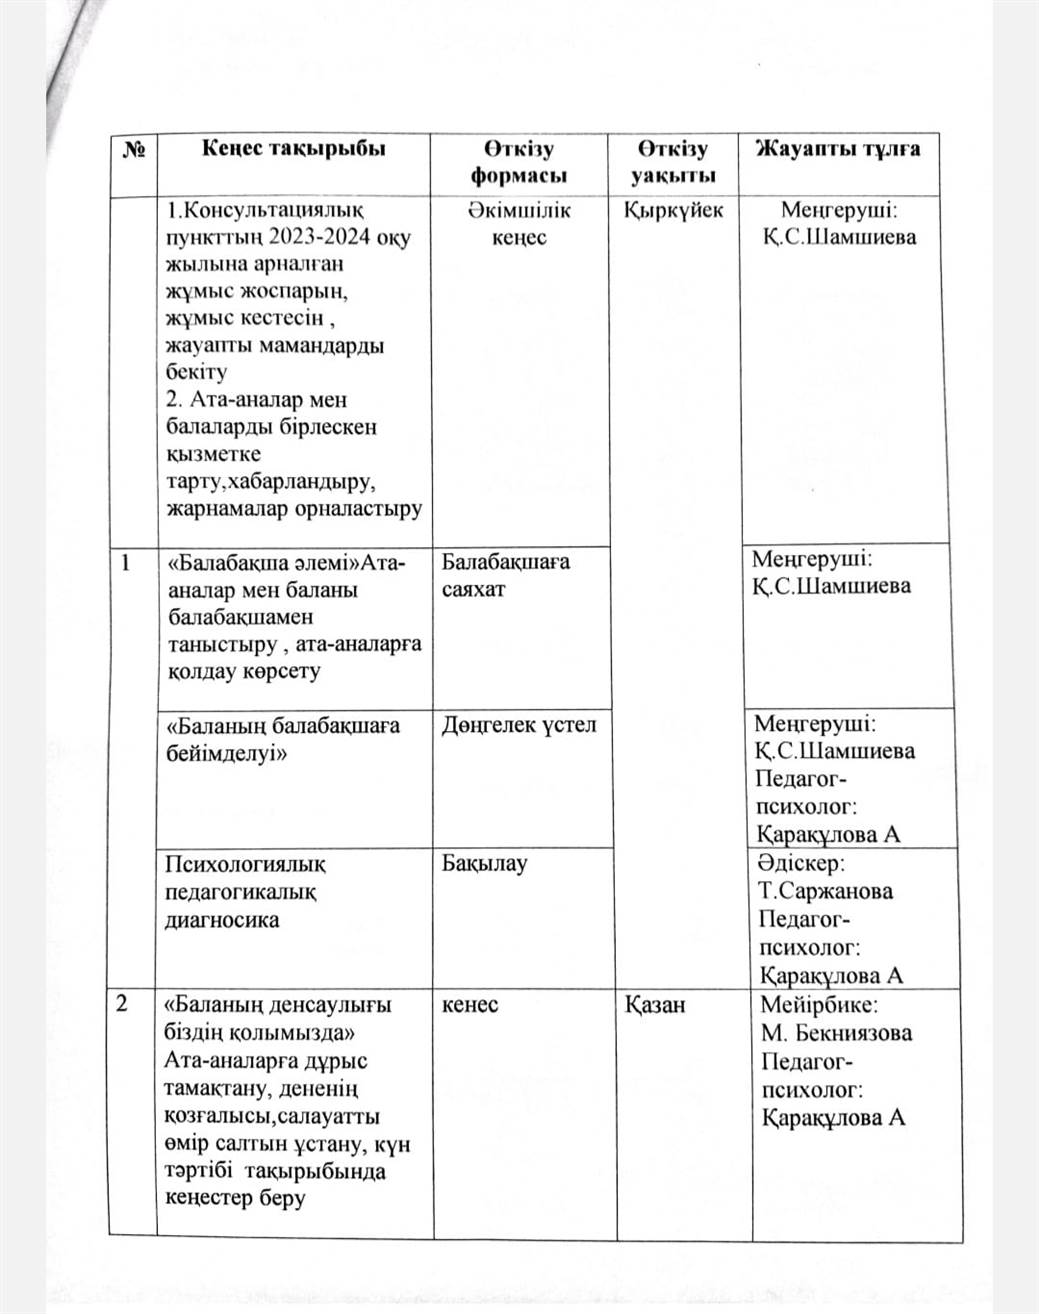 №
Кеңес тақырыбы
Өткізу
формасы
Өткізу
уақыты
Жауапты тұлға
1.Консультациялық
пункттың 2023-2024 оқу
жылына арналған
жұмыс жоспарын,
жұмыс кестесін ,
жауапты мамандарды
бекіту
2. Ата-аналар мен
балаларды бірлескен
қызметке
тарту,хабарландыру,
жарнамалар орналастыру
Әкімшілік
кеңес
Қыркүйек
Меңгеруші:
Қ.С.Шамшиева
1
«Балабақша әлемі»Ата-
аналар мен баланы
балабақшамен
таныстыру , ата-аналарға
қолдау көрсету
Балабақшаға
саяхат
Меңгеруші:
Қ.С.Шамшиева
«Баланың балабақшаға
бейімделуі»
Дөңгелек үстел
Меңгеруші:
Қ.С.Шамшиева
Педагог-
психолог:
Қарақұлова А
Психологиялық
педагогикалық
диагносика
Бақылау
Әдіскер:
Т.Саржанова
Педагог-
психолог:
Қарақұлова А
2
«Баланың денсаулығы
біздің қолымызда»
Ата-аналарға дұрыс
тамақтану, дененің
қозғалысы,салауатты
өмір салтын ұстану, күн
тәртібі тақырыбында
кеңестер беру
кенес
Қазан
Мейірбике:
М. Бекниязова
Педагог-
психолог:
Қарақұлова А